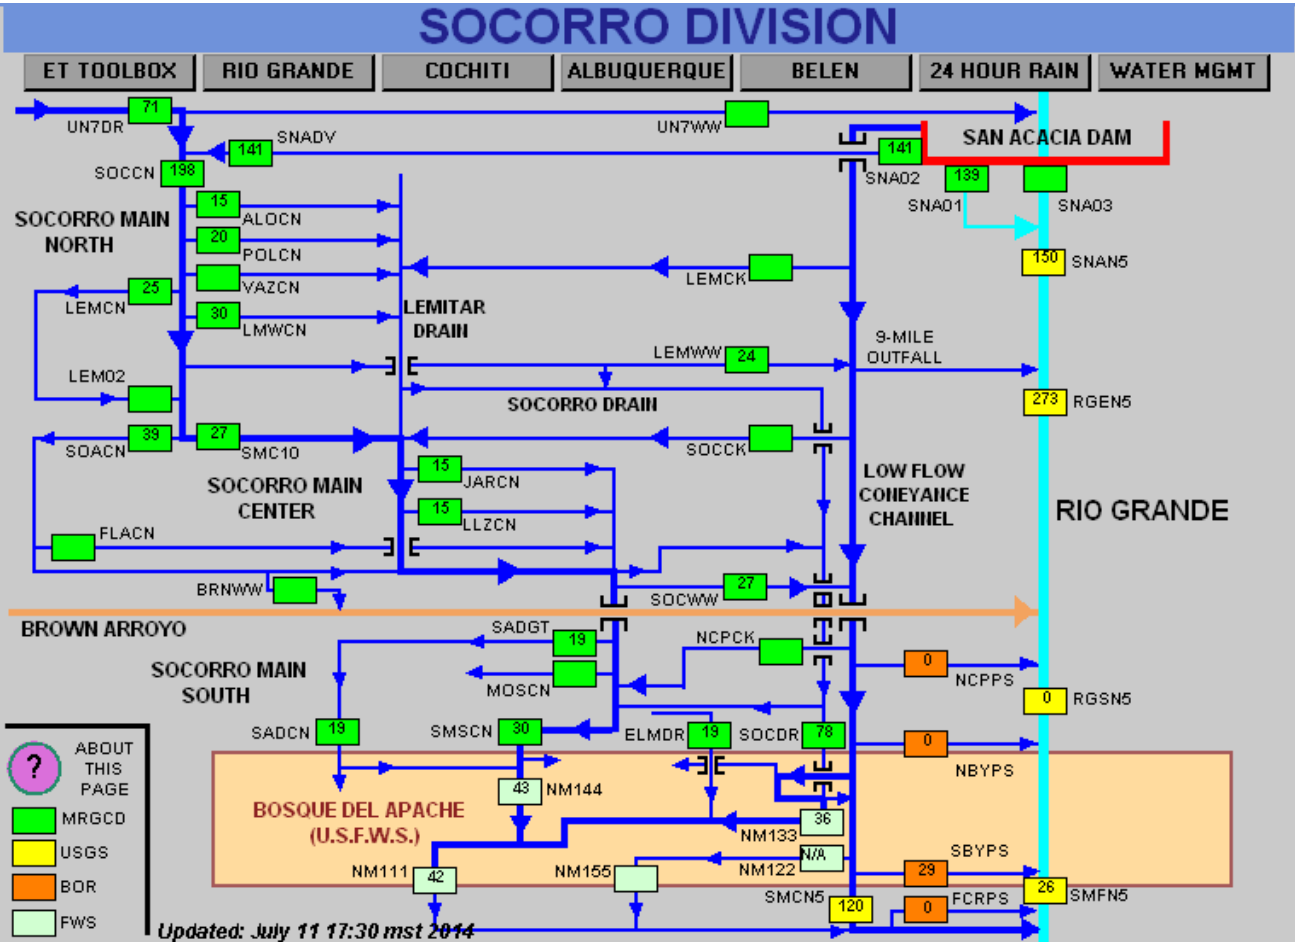 SOCORRO DIVISION
ET TOOLBOX
RIO GRANDE
COCHITI
ALBUQUERQUE
BELEN
24 HOUR RAIN
WATER MGMT
71
UN7DR
UN7WW
SAN ACACIA DAM
SNADV
141
141
SNA02
SOCCN
198
139
SNA01
SNA03
15
ALOCN
SOCORRO MAIN
NORTH
20
POLCN
150
SNAN5
VAZCN
LEMCK
25
LEMCN
30
LMWCN
LEMITAR
DRAIN
9-MILE
OUTFALL
LEMWW
24
LEM02
SOCORRO DRAIN
273
RGEN5
39
SOACN
27
SMC10
SOCCK
15
JARCN
SOCORRO MAIN
CENTER
LOW FLOW
CONEYANCE
CHANNEL
15
LLZCN
RIO GRANDE
FLACN
BRNWW
27
SOCWW
BROWN ARROYO
SADGT
19
NCPCK
SOCORRO MAIN
SOUTH
MOSCN
0
NCPPS
0
RGSN5
SADCN
19
SMSCN
30
ELMDR
19
SOCDR
78
0
NBYPS
?
ABOUT
THIS
PAGE
43
NM144
BOSQUE DEL APACHE
(U.S.F.W.S.)
MRGCD
36
NM133
USGS
N/A
NM122
SBYPS
29
NM111
42
NM155
BOR
SMCN5
120
FCRPS
0
26
SMFN5
FWS
Updated: July 11 17:30 mst 2014